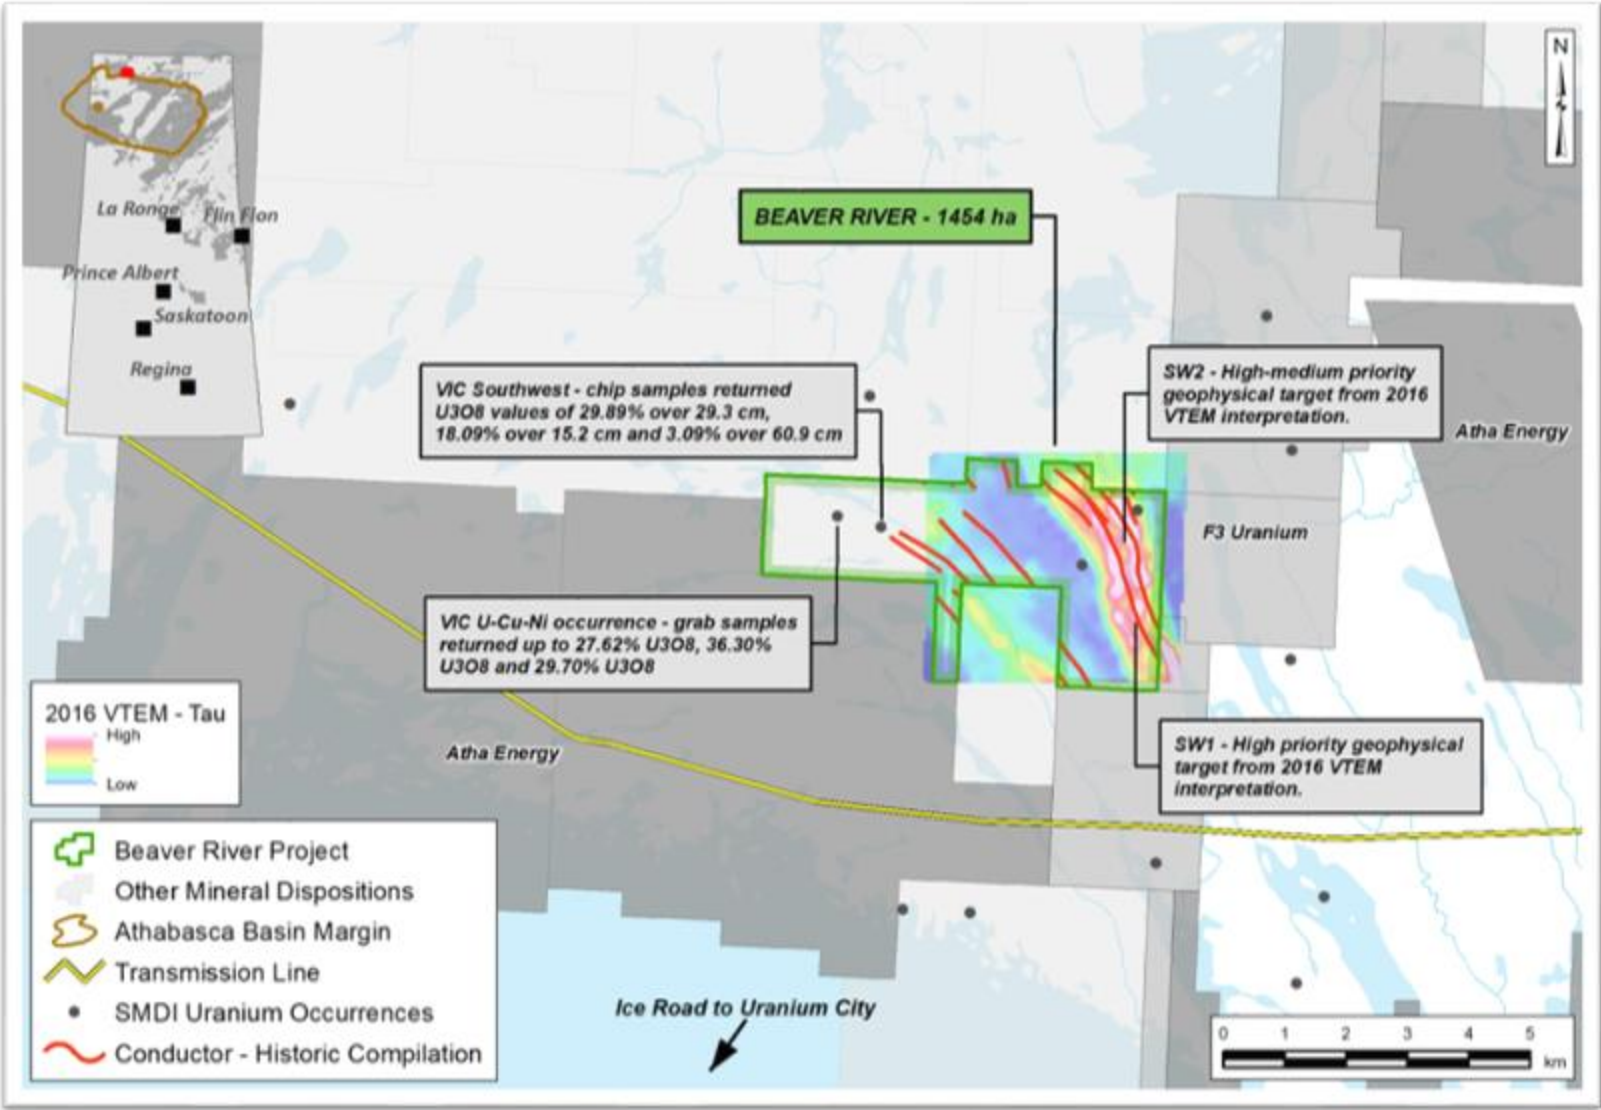 N
La Ronge
Flin Flon
Prince Albert
Saskatoon
Regina
BEAVER RIVER - 1454 ha
VIC Southwest - chip samples returned
U3O8 values of 29.89% over 29.3 cm,
18.09% over 15.2 cm and 3.09% over 60.9 cm
SW2 - High-medium priority
geophysical target from 2016
VTEM interpretation.
Atha Energy
F3 Uranium
VIC U-Cu-Ni occurrence - grab samples
returned up to 27.62% U3O8, 36.30%
U3O8 and 29.70% U3O8
SW1 - High priority geophysical
target from 2016 VTEM
interpretation.
Atha Energy
2016 VTEM - Tau
High
Low
Beaver River Project
Other Mineral Dispositions
Athabasca Basin Margin
Transmission Line
SMDI Uranium Occurrences
Conductor - Historic Compilation
Ice Road to Uranium City
0 1 2 3 4 5
km